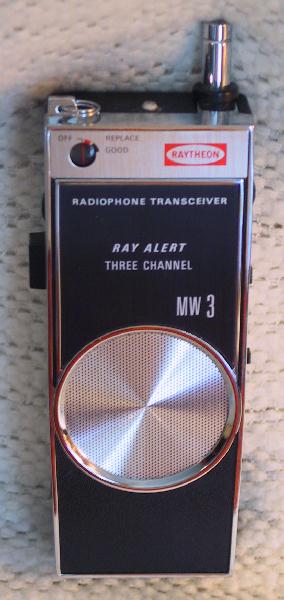 OFF REPLACE
GOOD
RAYTHEON
RADIOPHONE TRANSCEIVER
RAY ALERT
THREE CHANNEL
MW 3